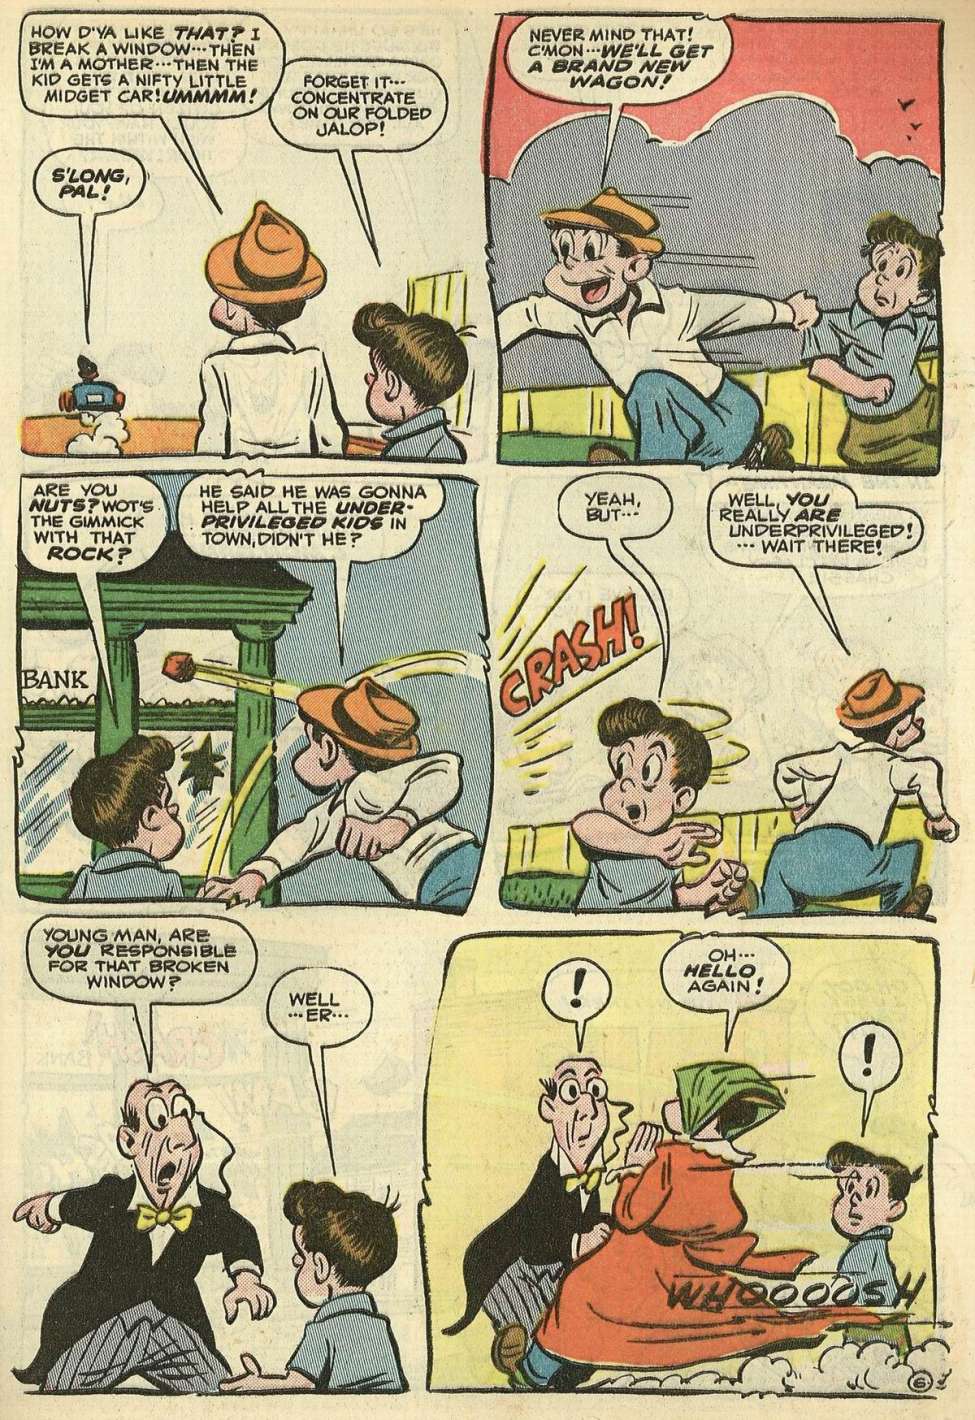 HOW D'YA LIKE THAT? I
BREAK A WINDOW···THEN
I'M A MOTHER···THEN THE
KID GETS A NIFTY LITTLE
MIDGET CAR! UMMMM!
FORGET IT···
CONCENTRATE
ON OUR FOLDED
JALOP!
S'LONG,
PAL!
NEVER MIND THAT!
C'MON···WE'LL GET
A BRAND NEW
WAGON!
ARE YOU
NUTS? WOT'S
THE GIMMICK
WITH THAT
ROCK?
HE SAID HE WAS GONNA
HELP ALL THE UNDER-
PRIVILEGED KIDS IN
TOWN, DIDN'T HE?
BANK
YEAH,
BUT···
WELL, YOU
REALLY ARE
UNDERPRIVILEGED!
···WAIT THERE!
CRASH!
YOUNG MAN, ARE
YOU RESPONSIBLE
FOR THAT BROKEN
WINDOW?
WELL
···ER···
!
OH···
HELLO
AGAIN!
!
WHOOOOSH
6